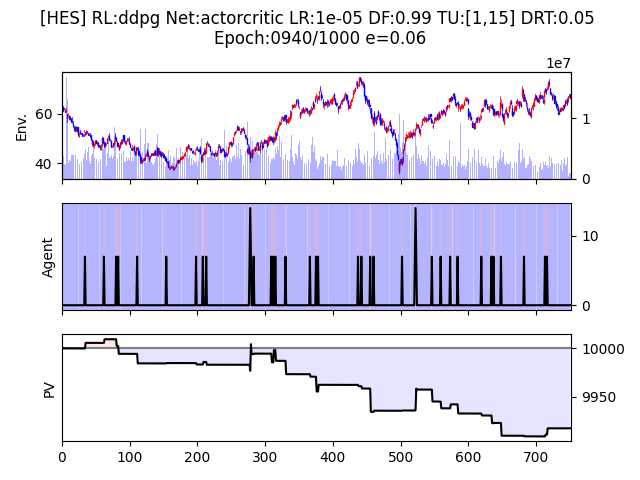 [HES] RL:ddpg Net:actorcritic LR:1e-05 DF:0.99 TU:[1,15] DRT:0.05
Epoch:0940/1000 e=0.06
1e7
Env.
60
40
1
0
Agent
10
0
PV
10000
9950
0 100 200 300 400 500 600 700